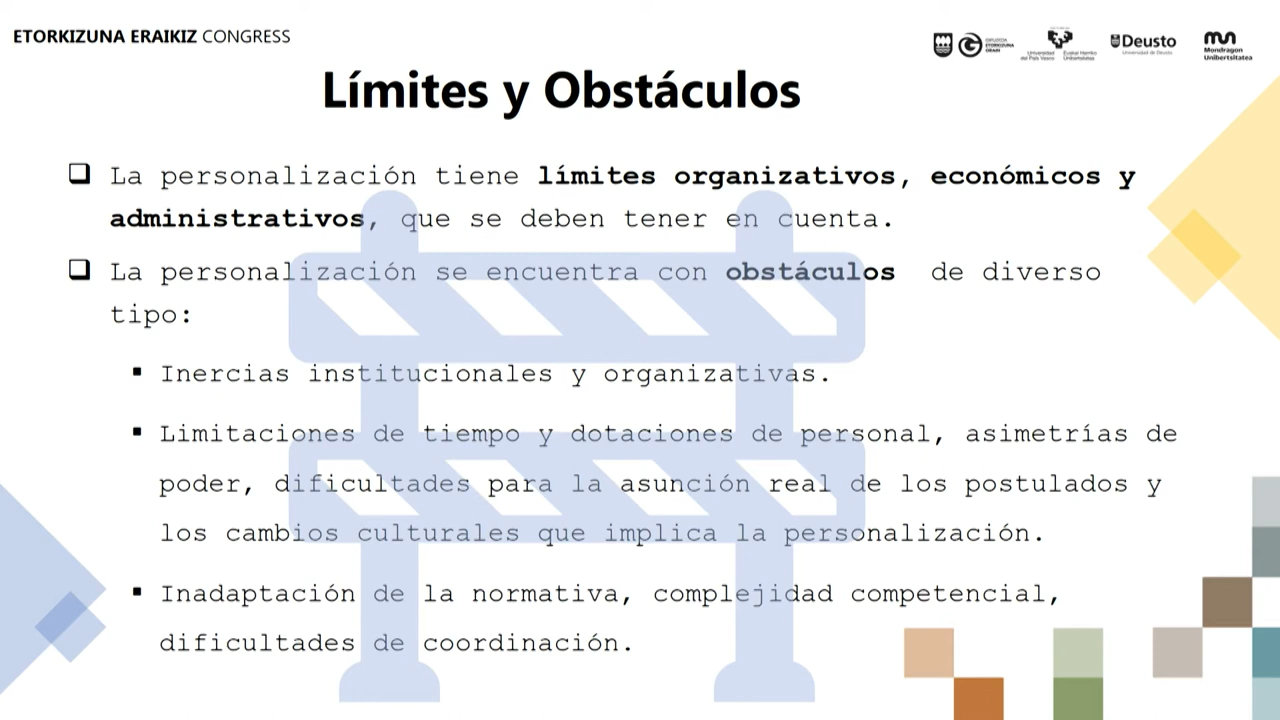 ETORKIZUNA ERAIKIZ CONGRESS
Deusto
Mondragon
Unibertsitatea
Límites y Obstáculos
La personalización tiene límites organizativos, económicos y
administrativos, que se deben tener en cuenta.
La personalización se encuentra con obstáculos de diverso
tipo:
Inercias institucionales y organizativas.
Limitaciones de tiempo y dotaciones de personal, asimetrías de
poder, dificultades para la asunción real de los postulados y
los cambios culturales que implica la personalización.
Inadaptación de la normativa, complejidad competencial,
dificultades de coordinación.